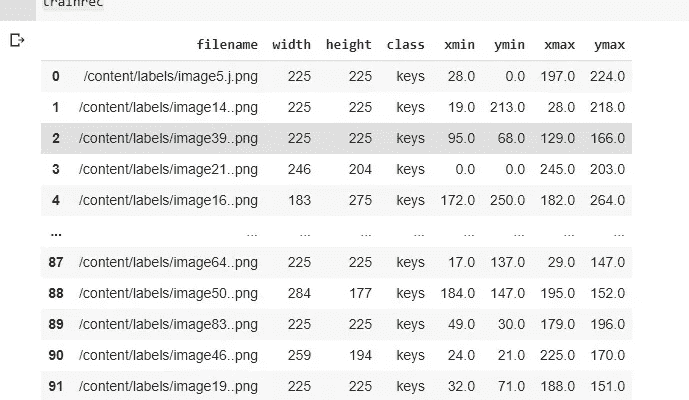 trainrec
filename width height class xmin ymin xmax ymax
0 /content/labels/image5.j.png 225 225 keys 28.0 0.0 197.0 224.0
1 /content/labels/image14..png 225 225 keys 19.0 213.0 28.0 218.0
2 /content/labels/image39..png 225 225 keys 95.0 68.0 129.0 166.0
3 /content/labels/image21..png 246 204 keys 0.0 0.0 245.0 203.0
4 /content/labels/image16..png 183 275 keys 172.0 250.0 182.0 264.0
... ... ... ... ... ... ... ... ...
87 /content/labels/image64..png 225 225 keys 17.0 137.0 29.0 147.0
88 /content/labels/image50..png 284 177 keys 184.0 147.0 195.0 152.0
89 /content/labels/image83..png 225 225 keys 49.0 30.0 179.0 196.0
90 /content/labels/image46..png 259 194 keys 24.0 21.0 225.0 170.0
91 /content/labels/image19..png 225 225 keys 32.0 71.0 188.0 151.0